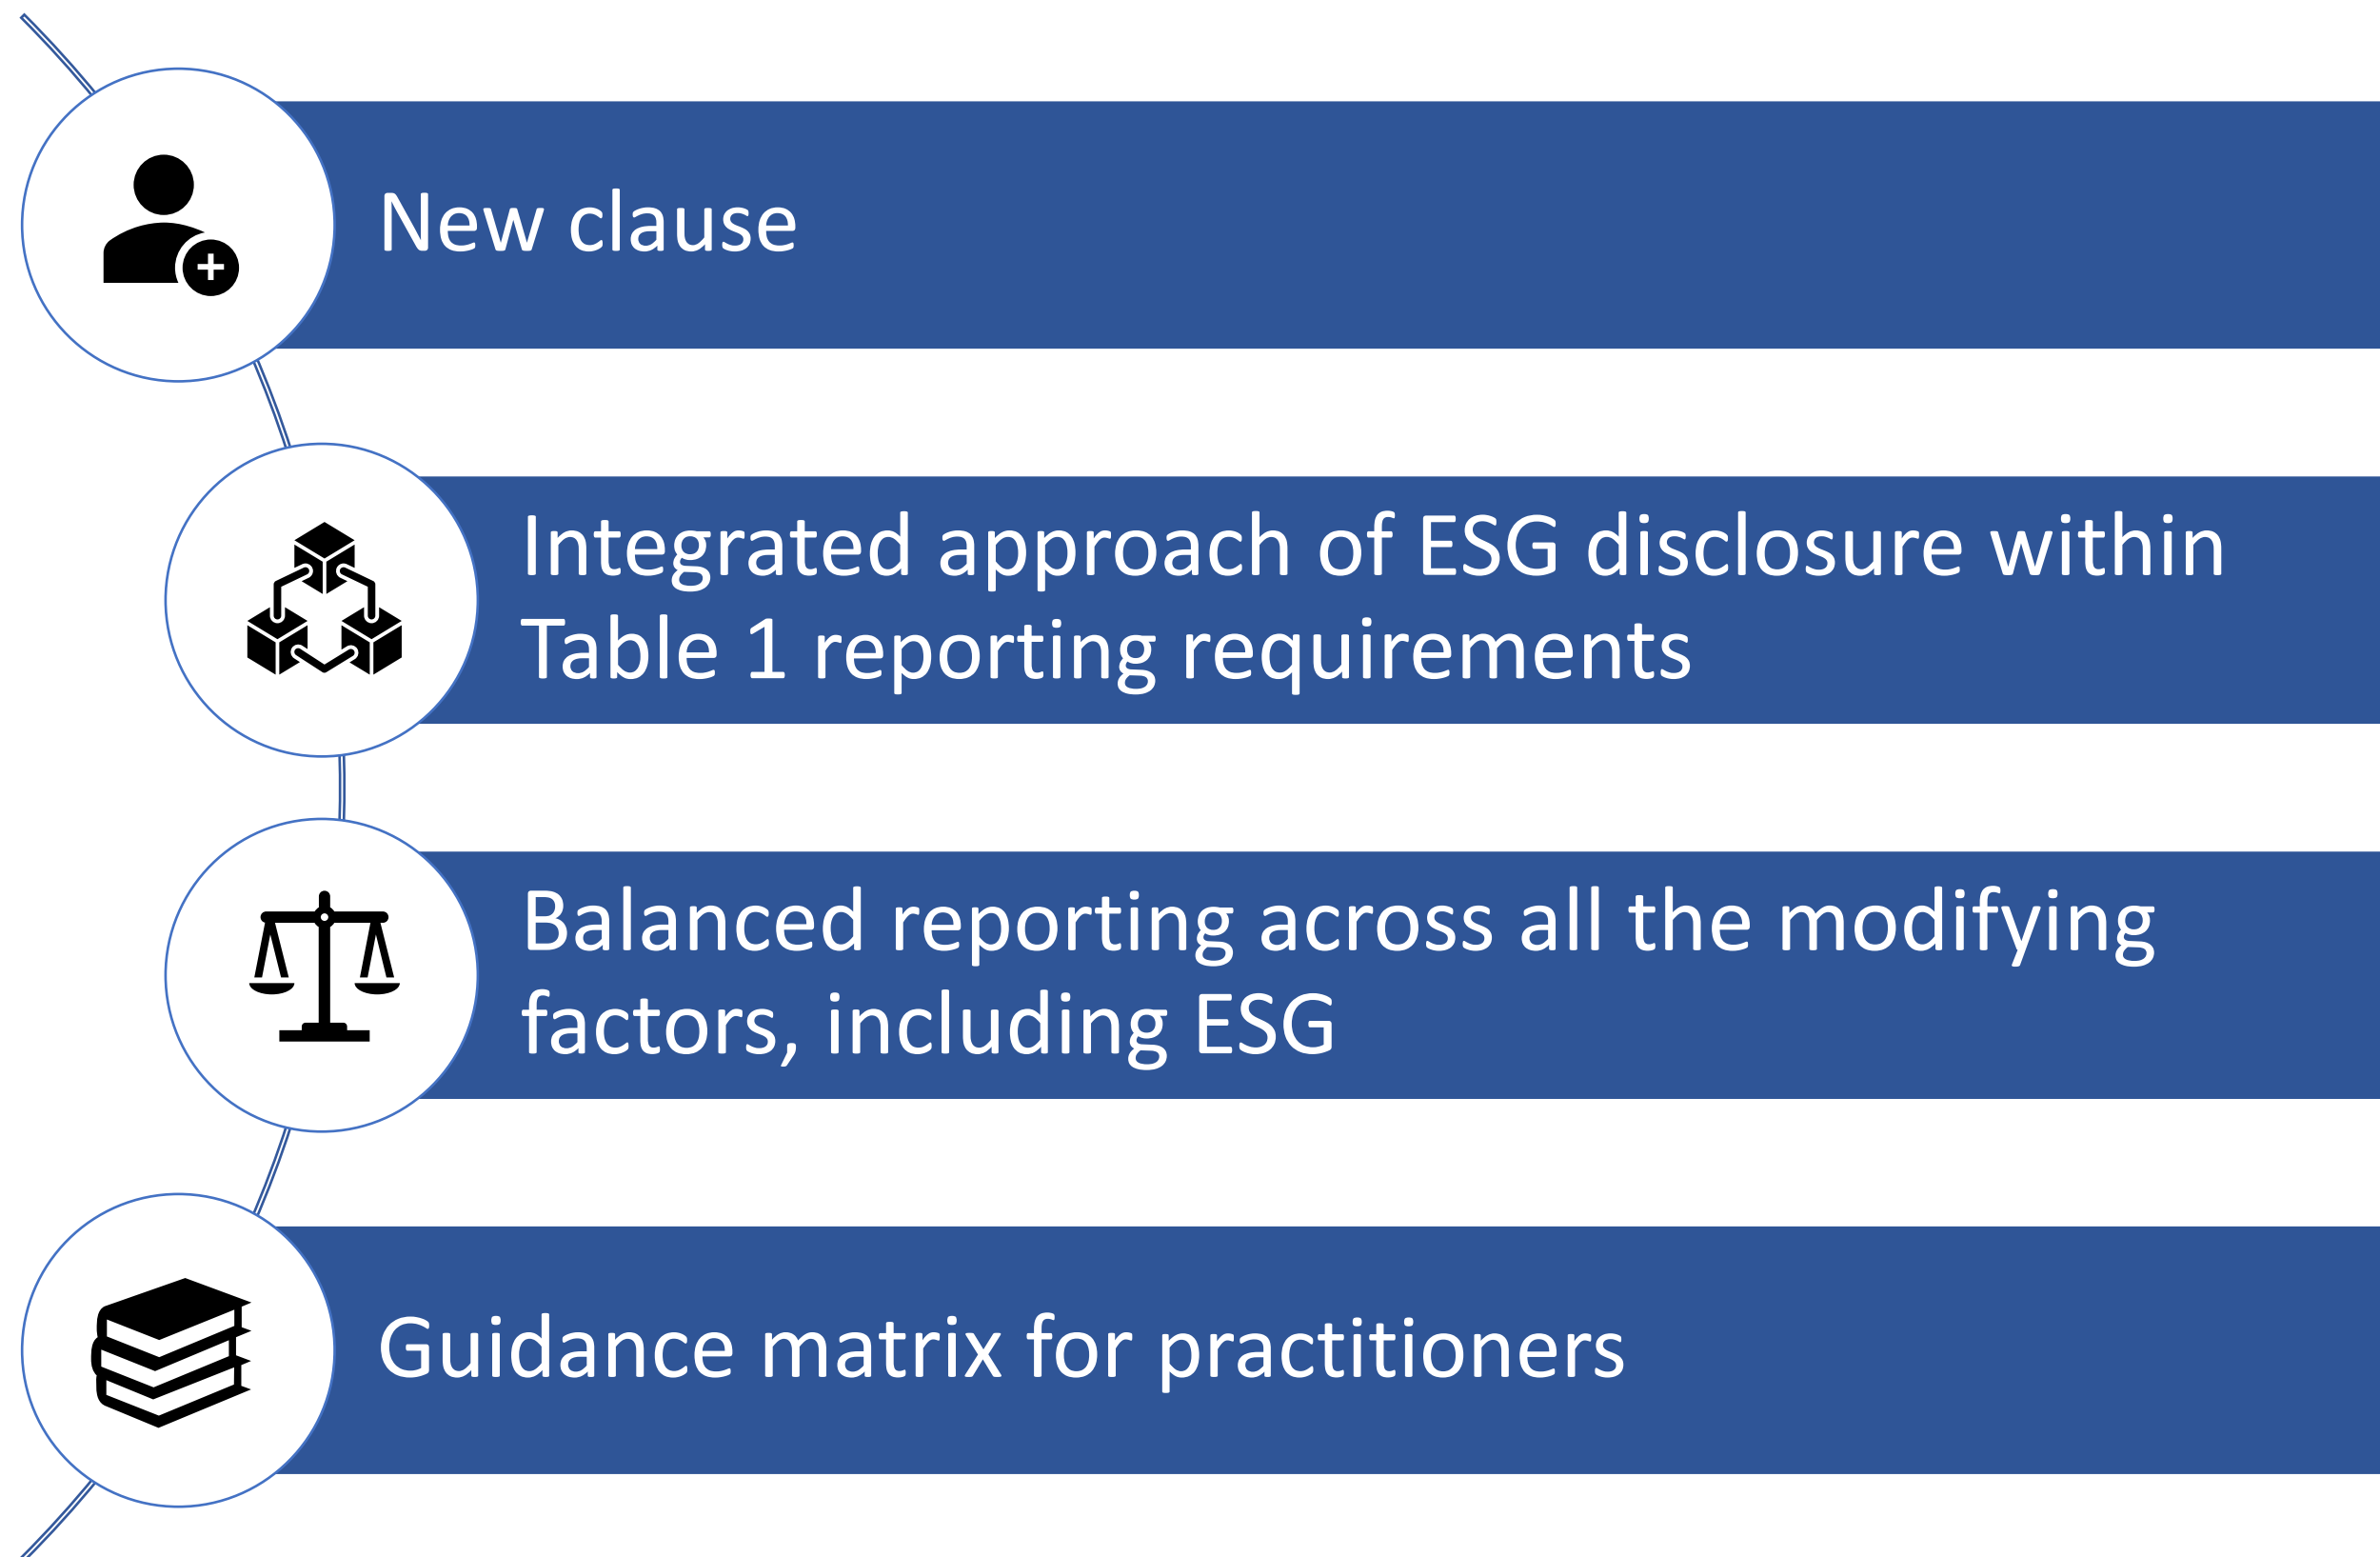 New clause
Integrated approach of ESG disclosure within
Table 1 reporting requirements
Balanced reporting across all the modifying
factors, including ESG
Guidance matrix for practitioners